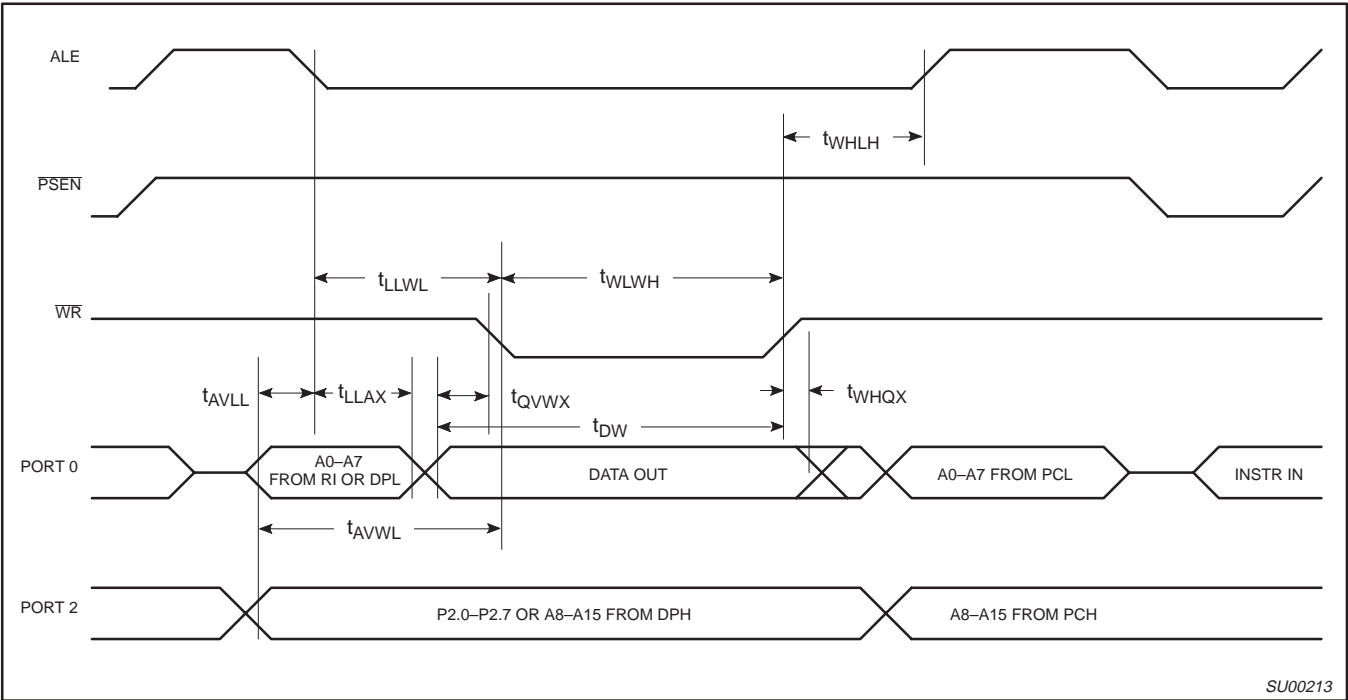 ALE
tWHLH
PSEN
tLLWL
tWLWH
WR
tAVLL
tLLAX
tQVWX
tWHQX
tDW
PORT 0
A0–A7
FROM RI OR DPL
DATA OUT
A0–A7 FROM PCL
INSTR IN
tAVWL
PORT 2
P2.0–P2.7 OR A8–A15 FROM DPH
A8–A15 FROM PCH
SU00213